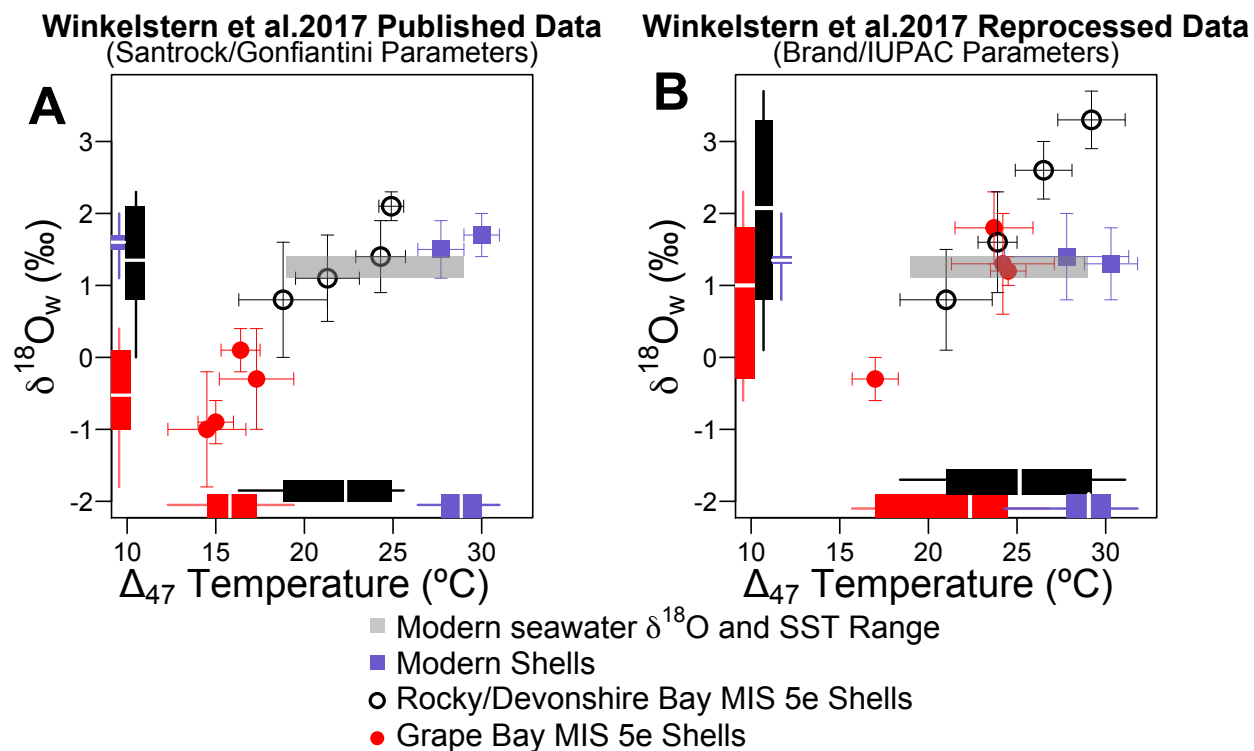 Winkelstern et al.2017 Published Data
(Santrock/Gonfiantini Parameters)
A
δ18Ow (‰)
3
2
1
0
-1
-2
10 15 20 25 30
Δ47 Temperature (ºC)
Winkelstern et al.2017 Reprocessed Data
(Brand/IUPAC Parameters)
B
δ18Ow (‰)
3
2
1
0
-1
-2
10 15 20 25 30
Δ47 Temperature (ºC)
Modern seawater δ18O and SST Range
Modern Shells
Rocky/Devonshire Bay MIS 5e Shells
Grape Bay MIS 5e Shells